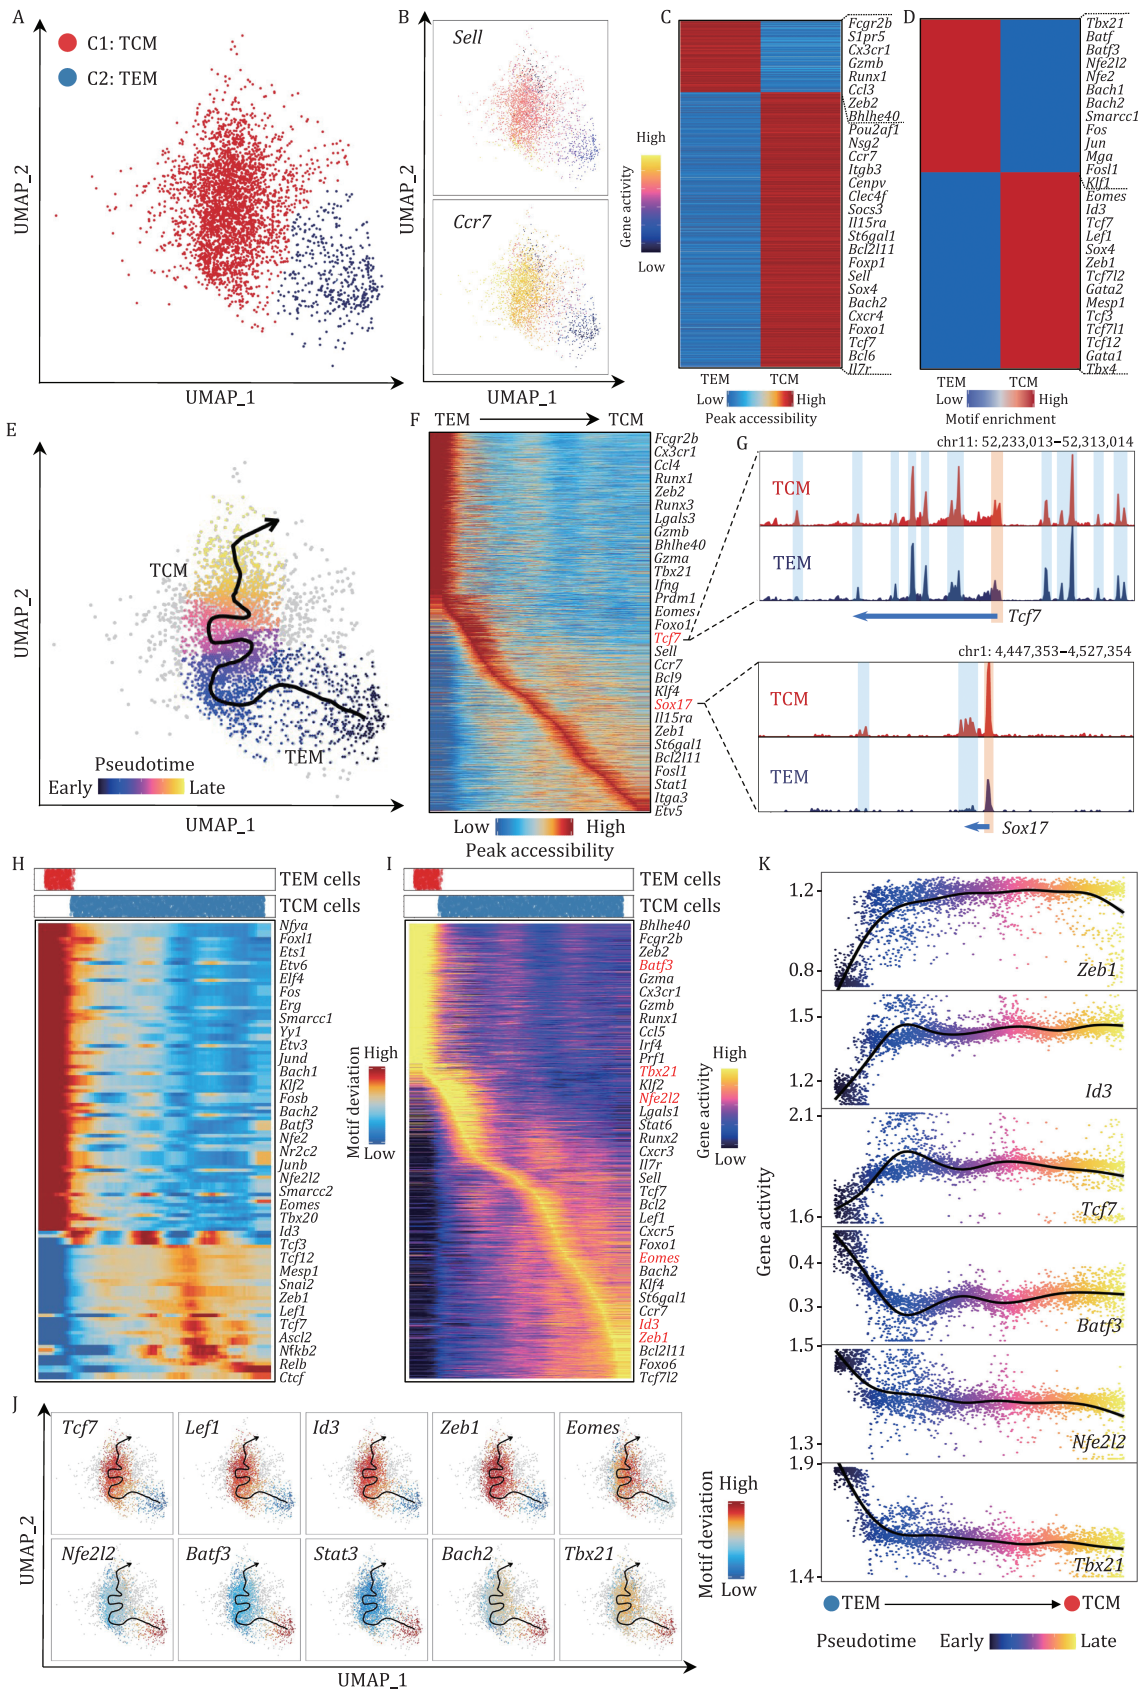 A
C1: TCM
C2: TEM
UMAP_2
UMAP_1
B
Sell
Ccr7
UMAP_2
UMAP_1
High
Gene activity
Low
C
Fcgr2b
S1pr5
Cx3cr1
Gzmb
Runx1
Ccl3
Zeb2
Bhlhe40
Pou2af1
Nsg2
Ccr7
Itgb3
Cenpv
Clec4f
Socs3
Il15ra
St6gal1
Bcl2l11
Foxp1
Sell
Sox4
Bach2
Cxcr4
Foxo1
Tcf7
Bcl6
Il7r
TEM TCM
Low High
Peak accessibility
D
Tbx21
Batf
Batf3
Nfe2l2
Nfe2
Bach1
Bach2
Smarcc1
Fos
Jun
Mga
Fosl1
Klf1
Eomes
Id3
Tcf7
Lef1
Sox4
Zeb1
Tcf7l2
Gata2
Mesp1
Tcf3
Tcf7l1
Tcf12
Gata1
Tbx4
TEM TCM
Low High
Motif enrichment
E
TCM
TEM
Pseudotime
Early Late
UMAP_2
UMAP_1
F
TEM TCM
Fcgr2b
Cx3cr1
Ccl4
Runx1
Zeb2
Runx3
Lgals3
Gzmb
Bhlhe40
Gzma
Tbx21
Ifng
Prdm1
Eomes
Foxo1
Tcf7
Sell
Ccr7
Bcl9
Klf4
Sox17
Il15ra
Zeb1
St6gal1
Bcl2l11
Fosl1
Stat1
Itga3
Etv5
Low High
Peak accessibility
G
chr11: 52,233,013–52,313,014
TCM
TEM
Tcf7
chr1: 4,447,353–4,527,354
TCM
TEM
Sox17
H
TEM cells
TCM cells
Nfya
Foxl1
Ets1
Etv6
Elf4
Fos
Erg
Smarcc1
Yy1
Etv3
Jund
Bach1
Klf2
Fosb
Bach2
Batf3
Nfe2
Nr2c2
Junb
Nfe2l2
Smarcc2
Eomes
Tbx20
Id3
Tcf3
Tcf12
Mesp1
Snai2
Zeb1
Lef1
Tcf7
Ascl2
Nfkb2
Relb
Ctcf
High
Motif deviation
Low
I
TEM cells
TCM cells
Bhlhe40
Fcgr2b
Zeb2
Batf3
Gzma
Cx3cr1
Gzmb
Runx1
Ccl5
Irf4
Prf1
Tbx21
Klf2
Nfe2l2
Lgals1
Stat6
Runx2
Cxcr3
Il7r
Sell
Tcf7
Bcl2
Lef1
Cxcr5
Foxo1
Eomes
Bach2
Klf4
St6gal1
Ccr7
Id3
Zeb1
Bcl2l11
Foxo6
Tcf7l2
High
Gene activity
Low
J
Tcf7
Lef1
Id3
Zeb1
Eomes
Nfe2l2
Batf3
Stat3
Bach2
Tbx21
UMAP_2
UMAP_1
High
Motif deviation
Low
K
1.2
0.8
Zeb1
1.5
1.2
Id3
2.1
1.6
Tcf7
0.4
0.3
Batf3
1.5
1.3
Nfe2l2
1.9
1.4
Tbx21
Gene activity
TEM TCM
Pseudotime Early Late